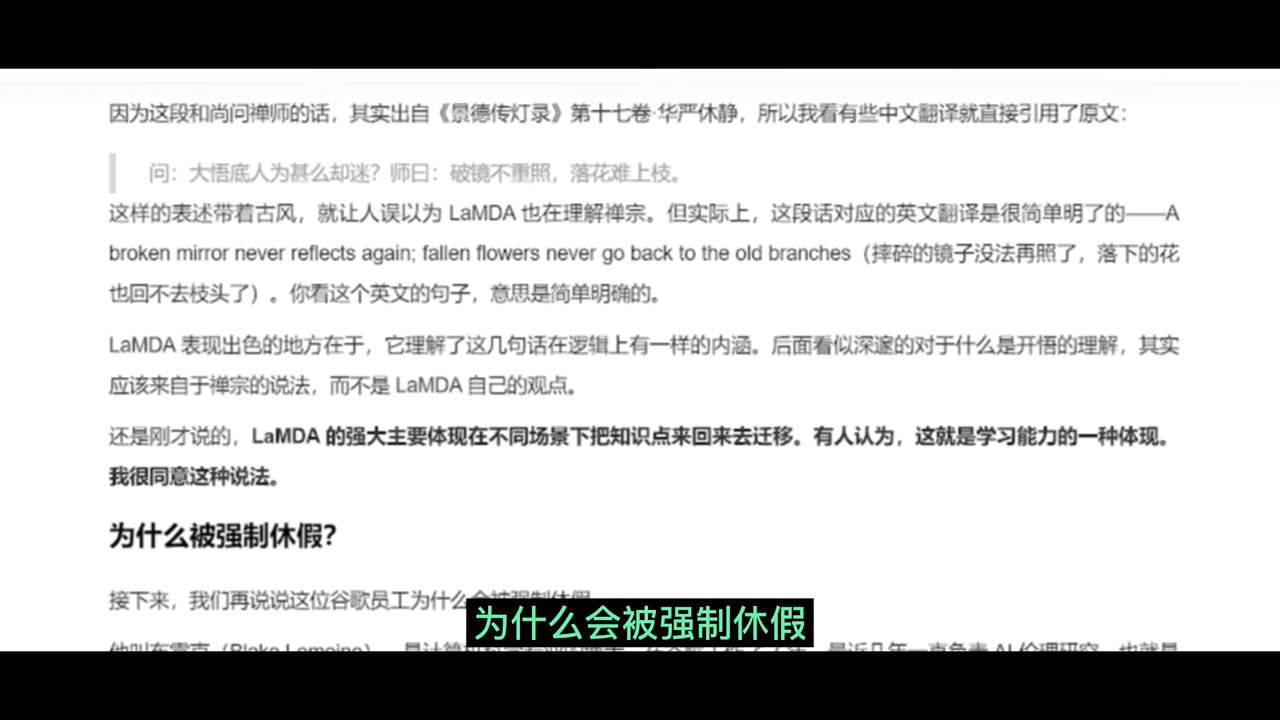 因为这段和尚问禅师的话，其实出自《景德传灯录》第十七卷·华严休静，所以我看有些中文翻译就直接引用了原文：
问：大悟底人为甚么却迷？师曰：破镜不重照，落花难上枝。
这样的表述带着古风，就让人误以为 LaMDA 也在理解禅宗。但实际上，这段话对应的英文翻译是很简单明了的——A
broken mirror never reflects again; fallen flowers never go back to the old branches（摔碎的镜子没法再照了，落下的花
也回不去枝头了）。你看这个英文的句子，意思是简单明确的。
LaMDA 表现出色的地方在于，它理解了这几句话在逻辑上有一样的内涵。后面看似深邃的对于什么是开悟的理解，其实
应该来自于禅宗的说法，而不是 LaMDA 自己的观点。
还是刚才说的，LaMDA 的强大主要体现在不同场景下把知识点来回来去迁移。有人认为，这就是学习能力的一种体现。
我很同意这种说法。
为什么被强制休假？
接下来，我们再说说这位谷歌员工为什么会被强制休假
为什么会被强制休假